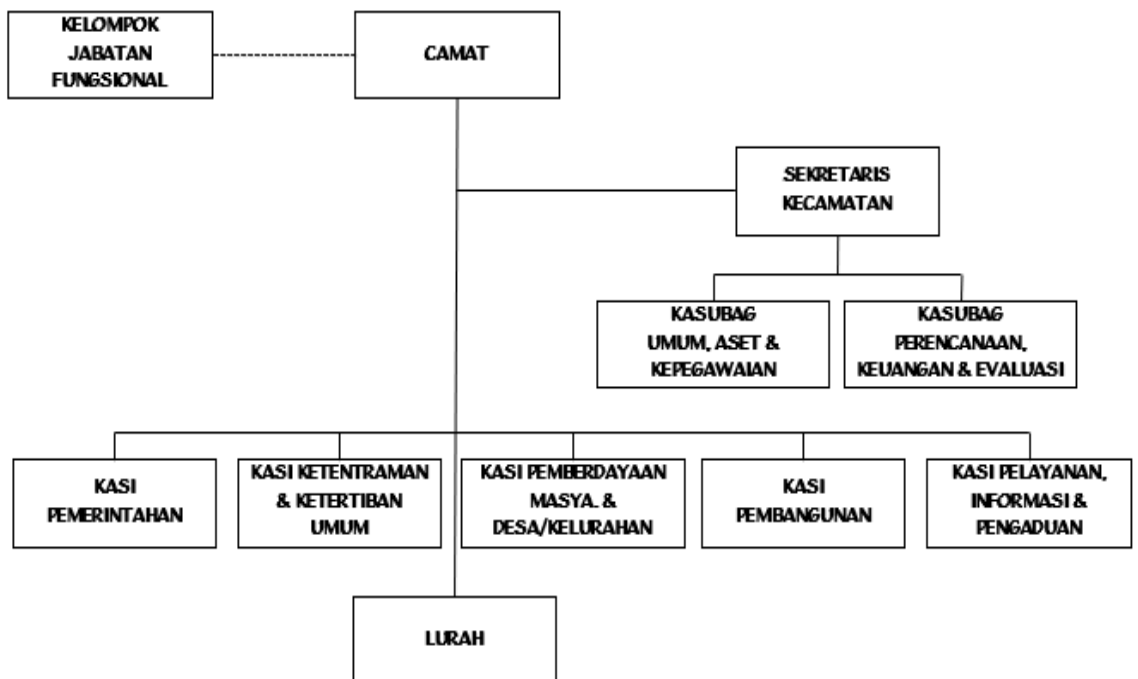 KELOMPOK
JABATAN
FUNGSIONAL
CAMAT
SEKRETARIS
KECAMATAN
KASUBAG
UMUM, ASET &
KEPEGAWAIAN
KASUBAG
PERENCANAAN,
KEUANGAN & EVALUASI
KASI
PEMERINTAHAN
KASI KETENTRAMAN
& KETERTIBAN
UMUM
KASI PEMBERDAYAAN
MASYA. &
DESA/KELURAHAN
KASI
PEMBANGUNAN
KASI PELAYANAN,
INFORMASI &
PENGADUAN
LURAH